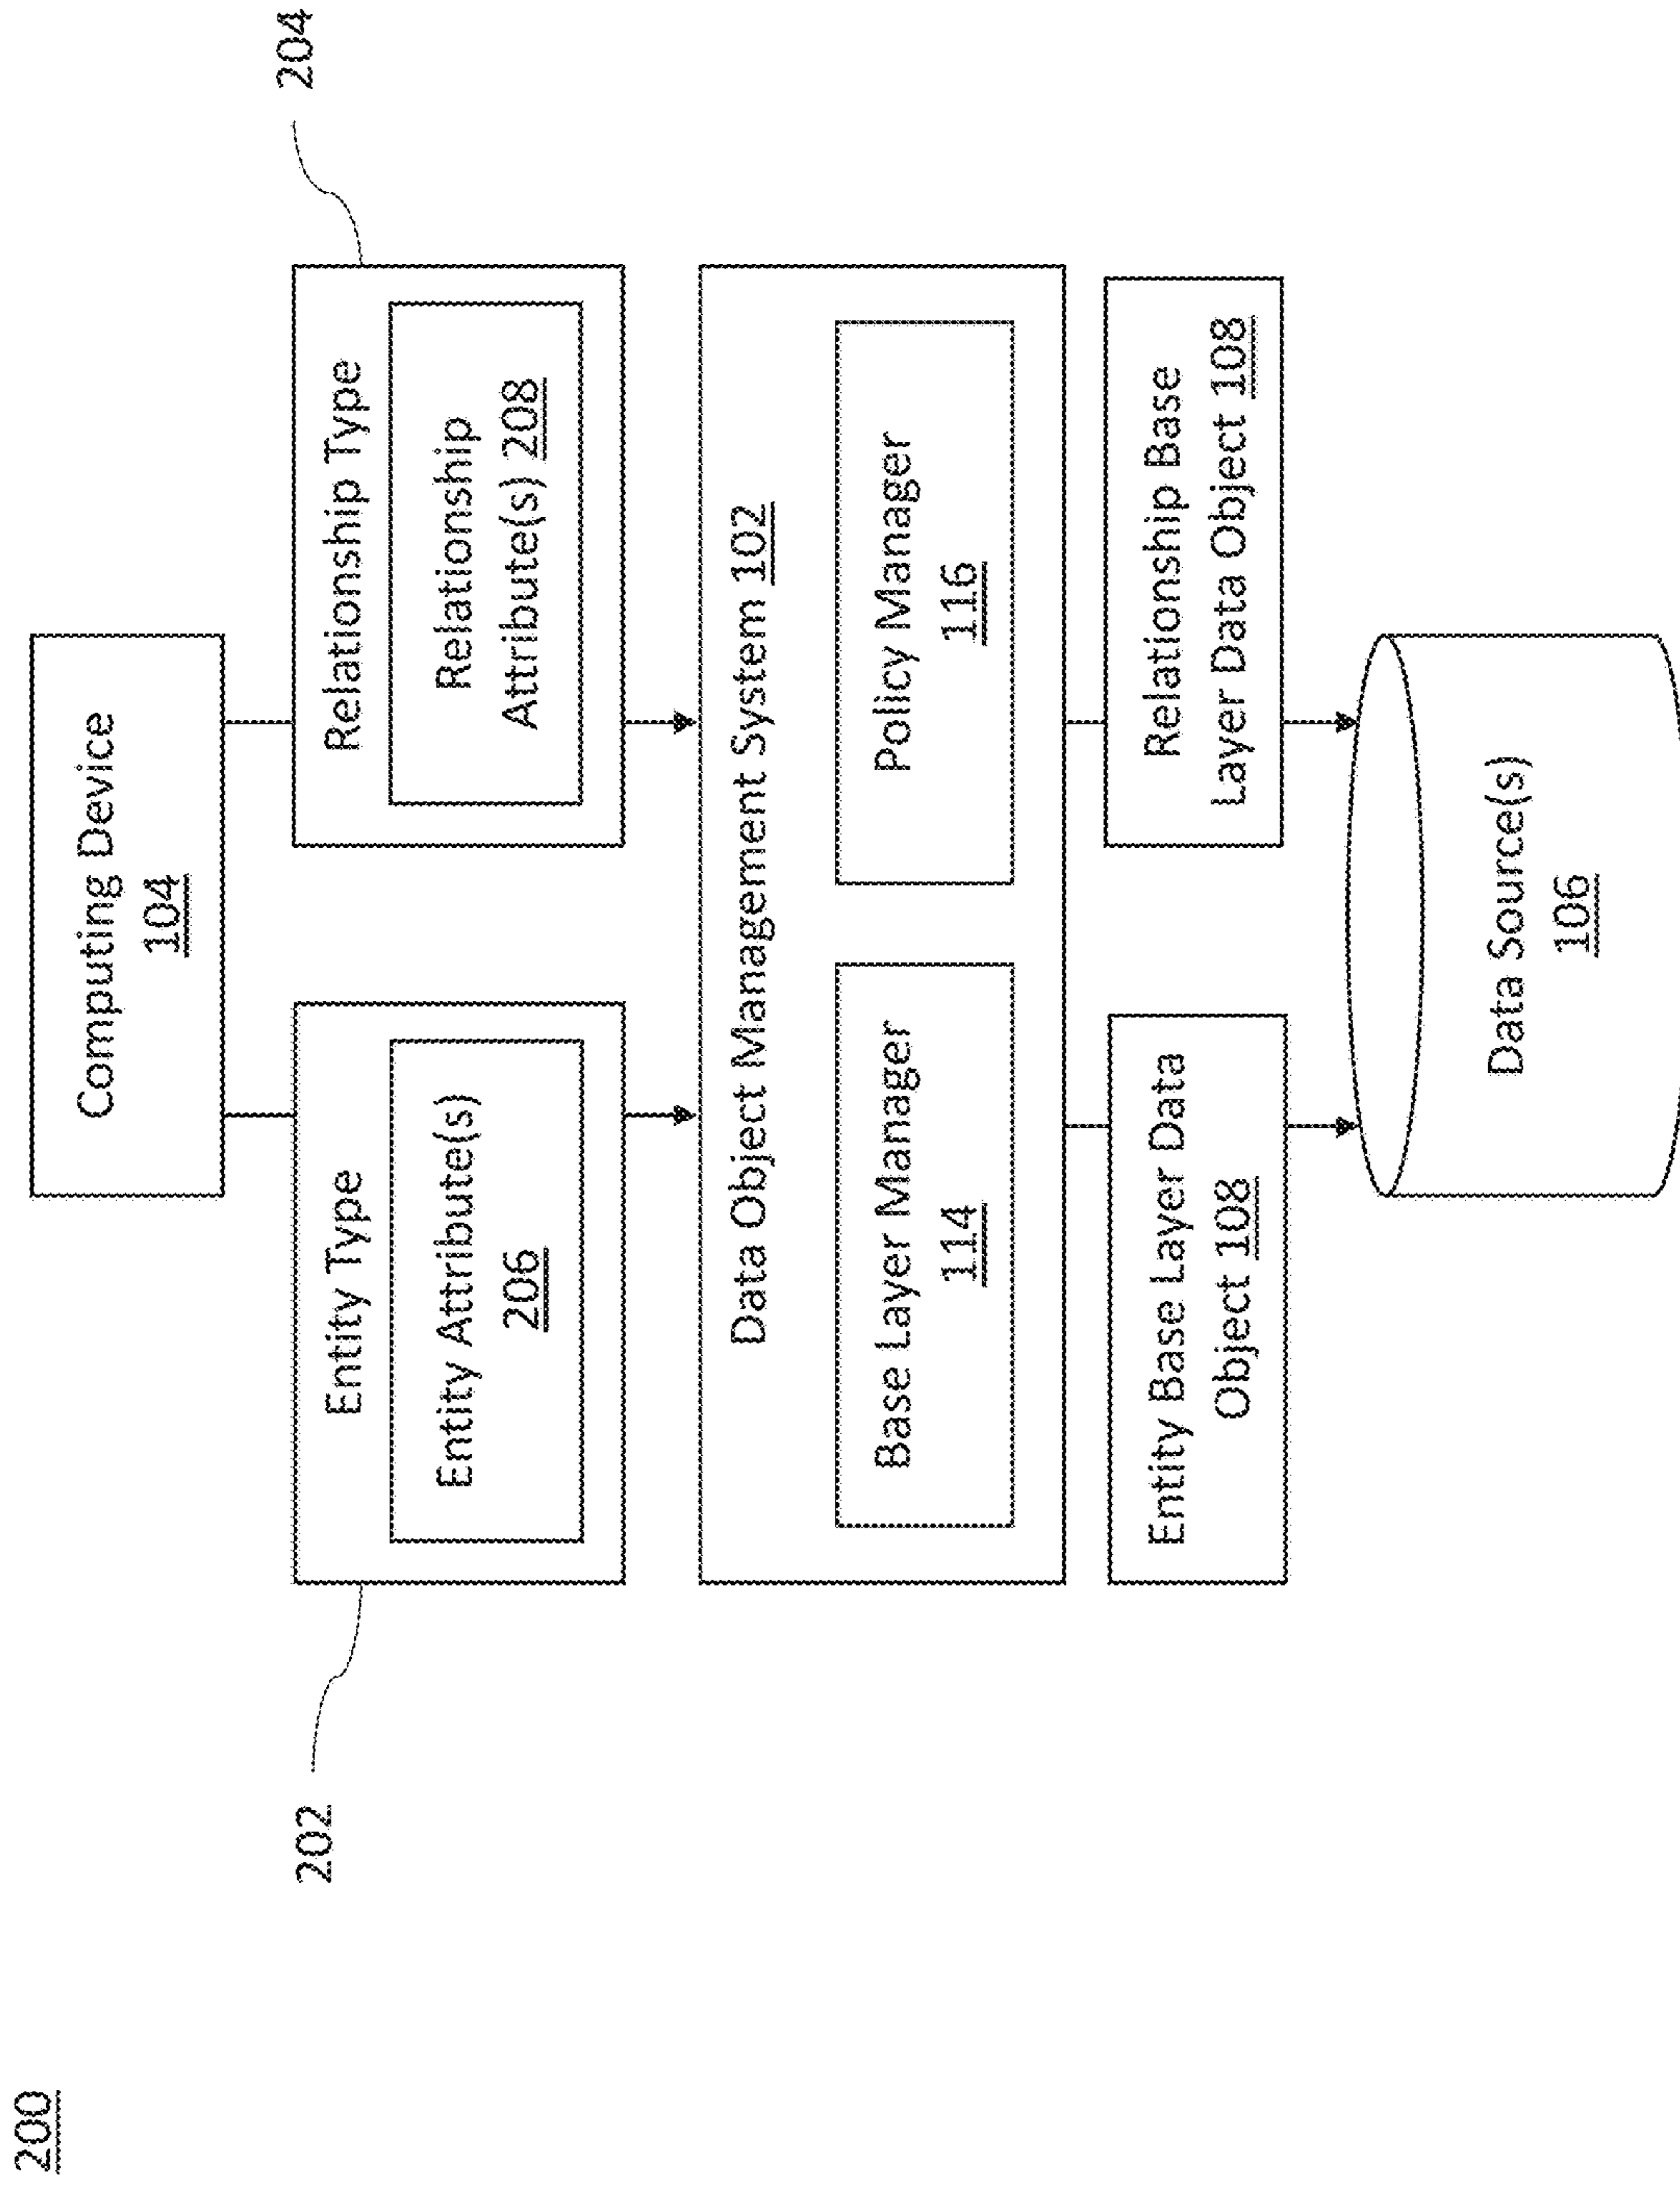 200
Computing Device
104
202
204
Entity Type
Entity Attribute(s)
206
Relationship Type
Relationship
Attribute(s) 208
Data Object Management System 102
Base Layer Manager
114
Policy Manager
116
Entity Base Layer Data
Object 108
Relationship Base
Layer Data Object 108
Data Source(s)
106